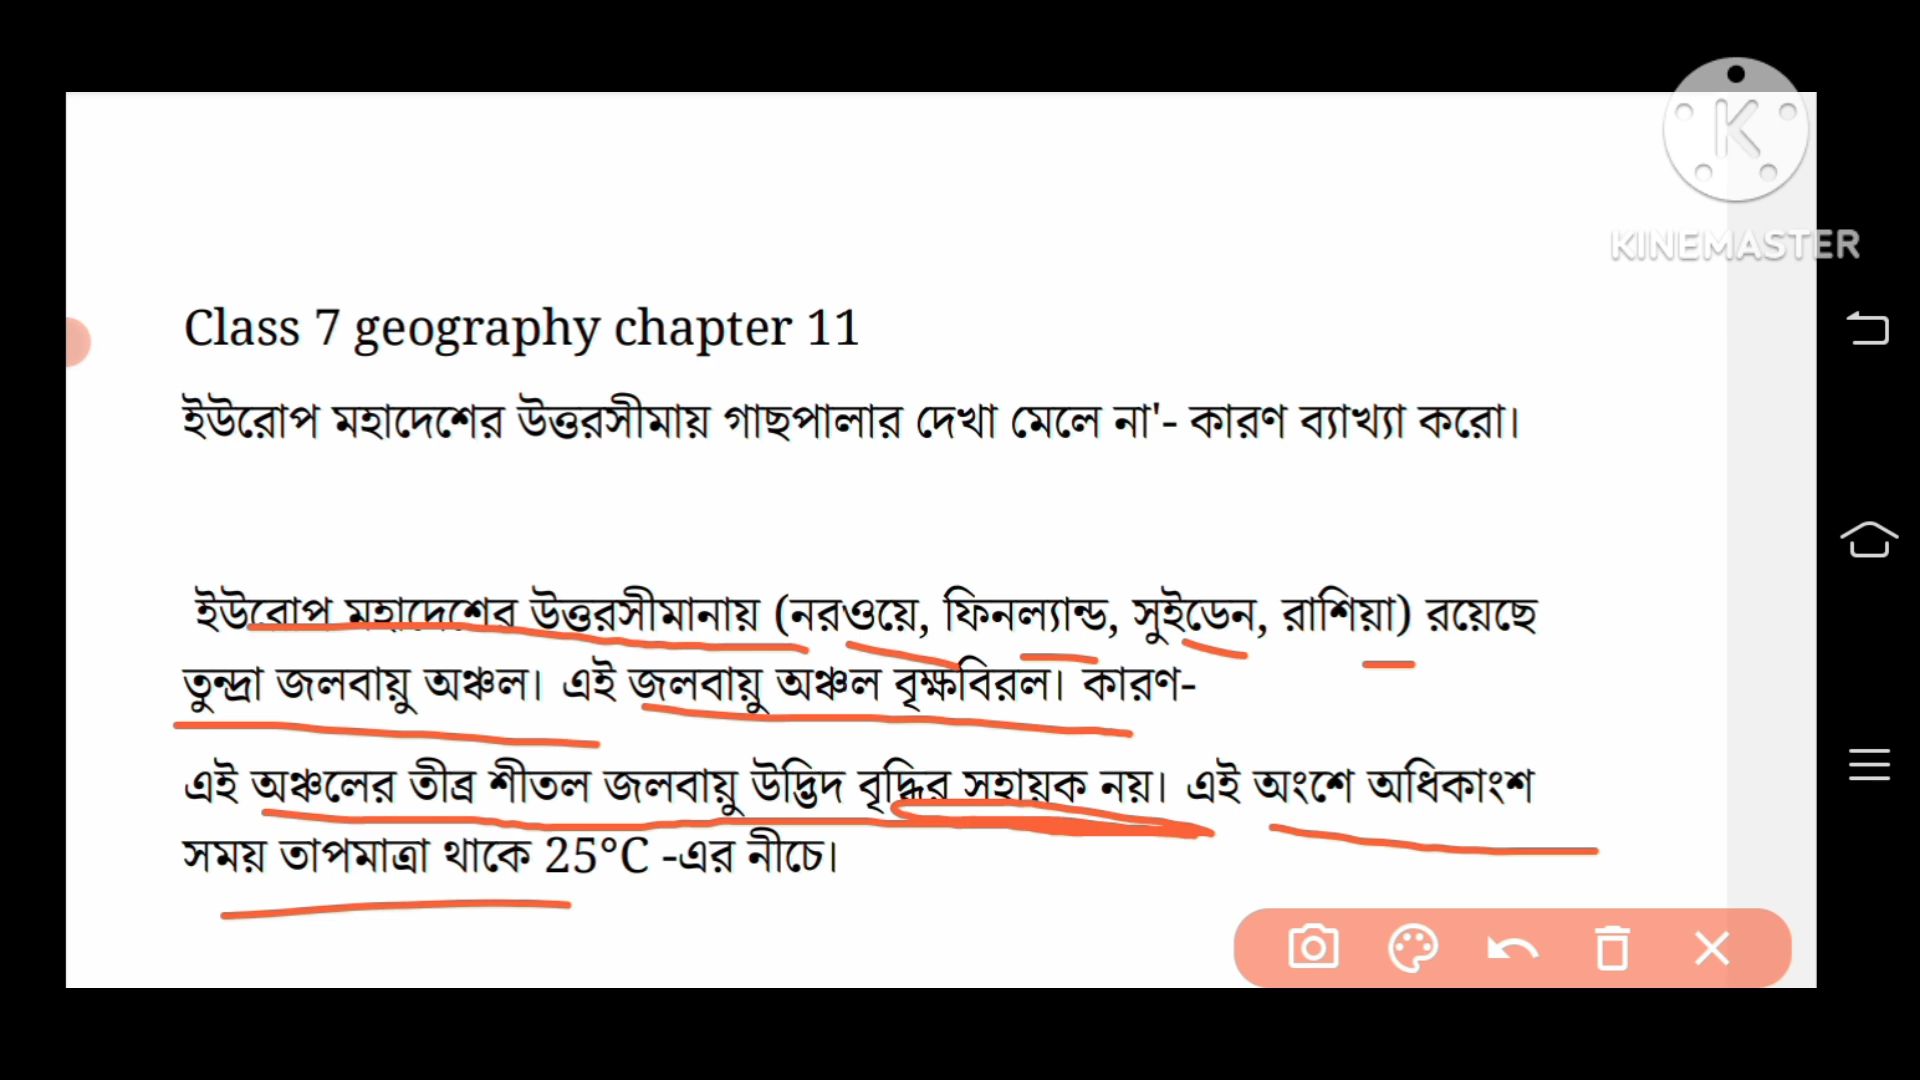 K
KINEMASTER
Class 7 geography chapter 11
ইউরোপ মহাদেশের উত্তরসীমায় গাছপালার দেখা মেলে না'- কারণ ব্যাখ্যা করো।
ইউরোপ মহাদেশের উত্তরসীমানায় (নরওয়ে, ফিনল্যান্ড, সুইডেন, রাশিয়া) রয়েছে
তুন্দ্রা জলবায়ু অঞ্চল। এই জলবায়ু অঞ্চল বৃক্ষবিরল। কারণ-
এই অঞ্চলের তীব্র শীতল জলবায়ু উদ্ভিদ বৃদ্ধির সহায়ক নয়। এই অংশে অধিকাংশ
সময় তাপমাত্রা থাকে 25°C -এর নীচে।